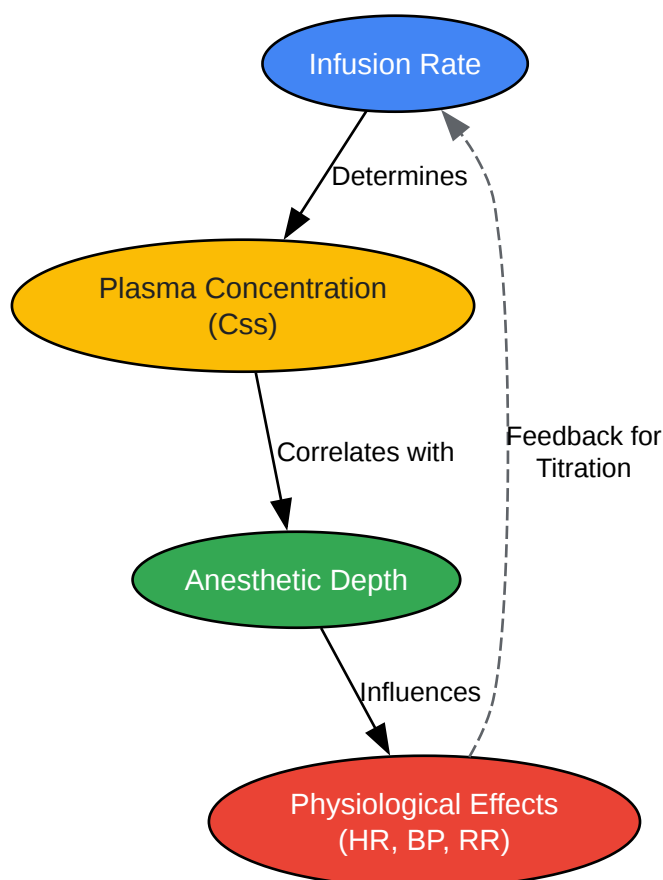 Infusion Rate
Determines
Plasma Concentration
(Css)
Correlates with
Feedback for
Titration
Anesthetic Depth
Influences
Physiological Effects
(HR, BP, RR)